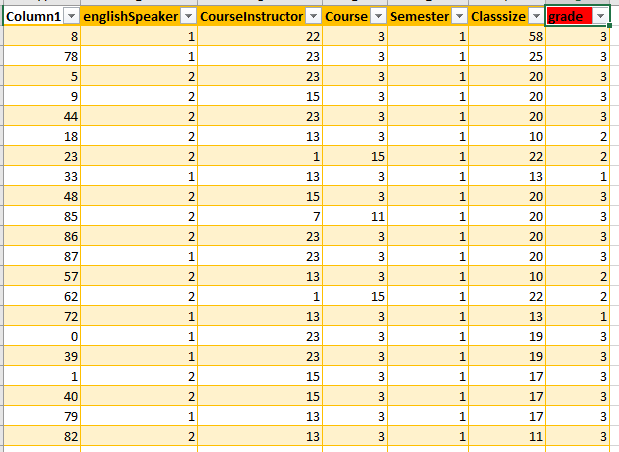 Column1 englishSpeaker CourseInstructor Course Semester Classsize grade
8 1 22 3 1 58 3
78 1 23 3 1 25 3
5 2 23 3 1 20 3
9 2 15 3 1 20 3
44 2 23 3 1 20 3
18 2 13 3 1 10 2
23 2 1 15 1 22 2
33 1 13 3 1 13 1
48 2 15 3 1 20 3
85 2 7 11 1 20 3
86 2 23 3 1 20 3
87 1 23 3 1 20 3
57 2 13 3 1 10 2
62 2 1 15 1 22 2
72 1 13 3 1 13 1
0 1 23 3 1 19 3
39 1 23 3 1 19 3
1 2 15 3 1 17 3
40 2 15 3 1 17 3
79 1 13 3 1 17 3
82 2 13 3 1 11 3